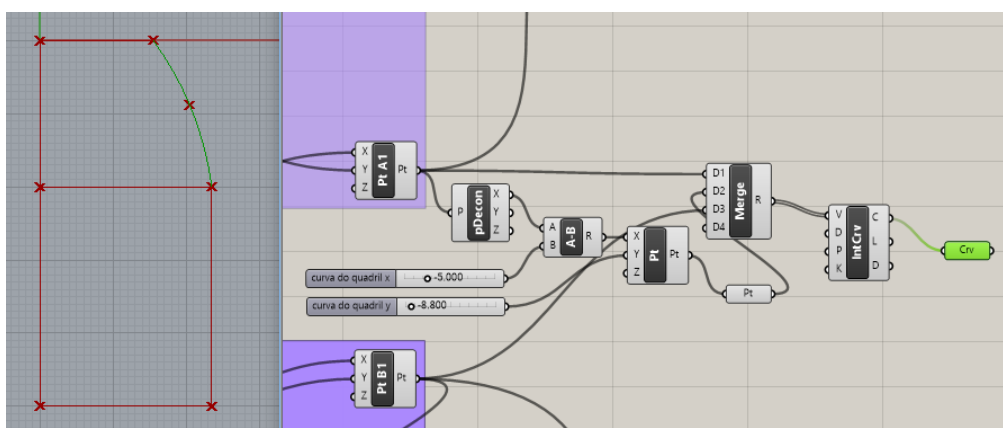 X
Y
Z
Pt A1
Pt
P
pDecon
X
Y
Z
A
B
A-B
R
curva do quadril x
-5.000
curva do quadril y
-8.800
X
Y
Z
Pt
Pt
Pt
D1
D2
D3
D4
Merge
R
V
D
P
K
IntCrv
C
L
D
Crv
X
Y
Z
Pt B1
Pt